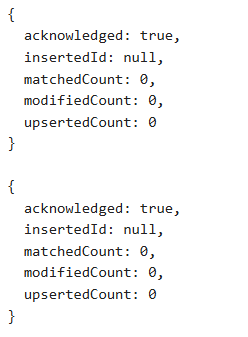 {
  acknowledged: true,
  insertedId: null,
  matchedCount: 0,
  modifiedCount: 0,
  upsertedCount: 0
}
{
  acknowledged: true,
  insertedId: null,
  matchedCount: 0,
  modifiedCount: 0,
  upsertedCount: 0
}